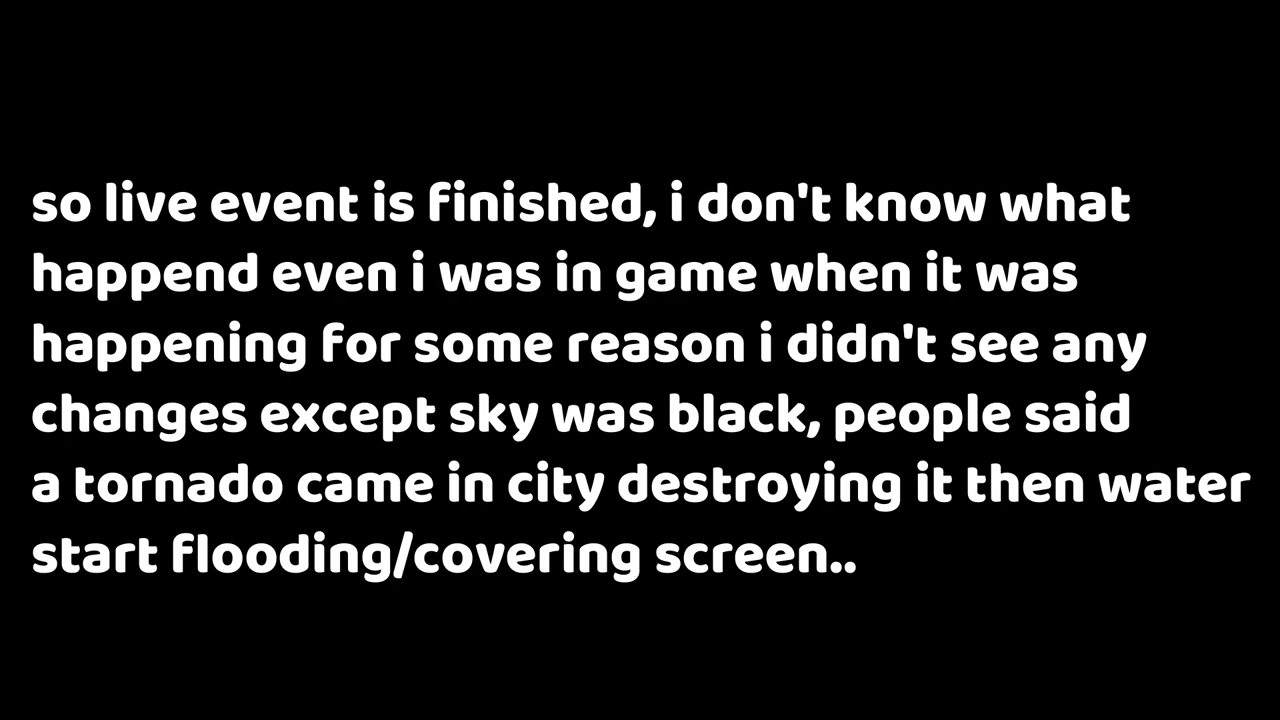 so live event is finished, i don't know what
happend even i was in game when it was
happening for some reason i didn't see any
changes except sky was black, people said
a tornado came in city destroying it then water
start flooding/covering screen..